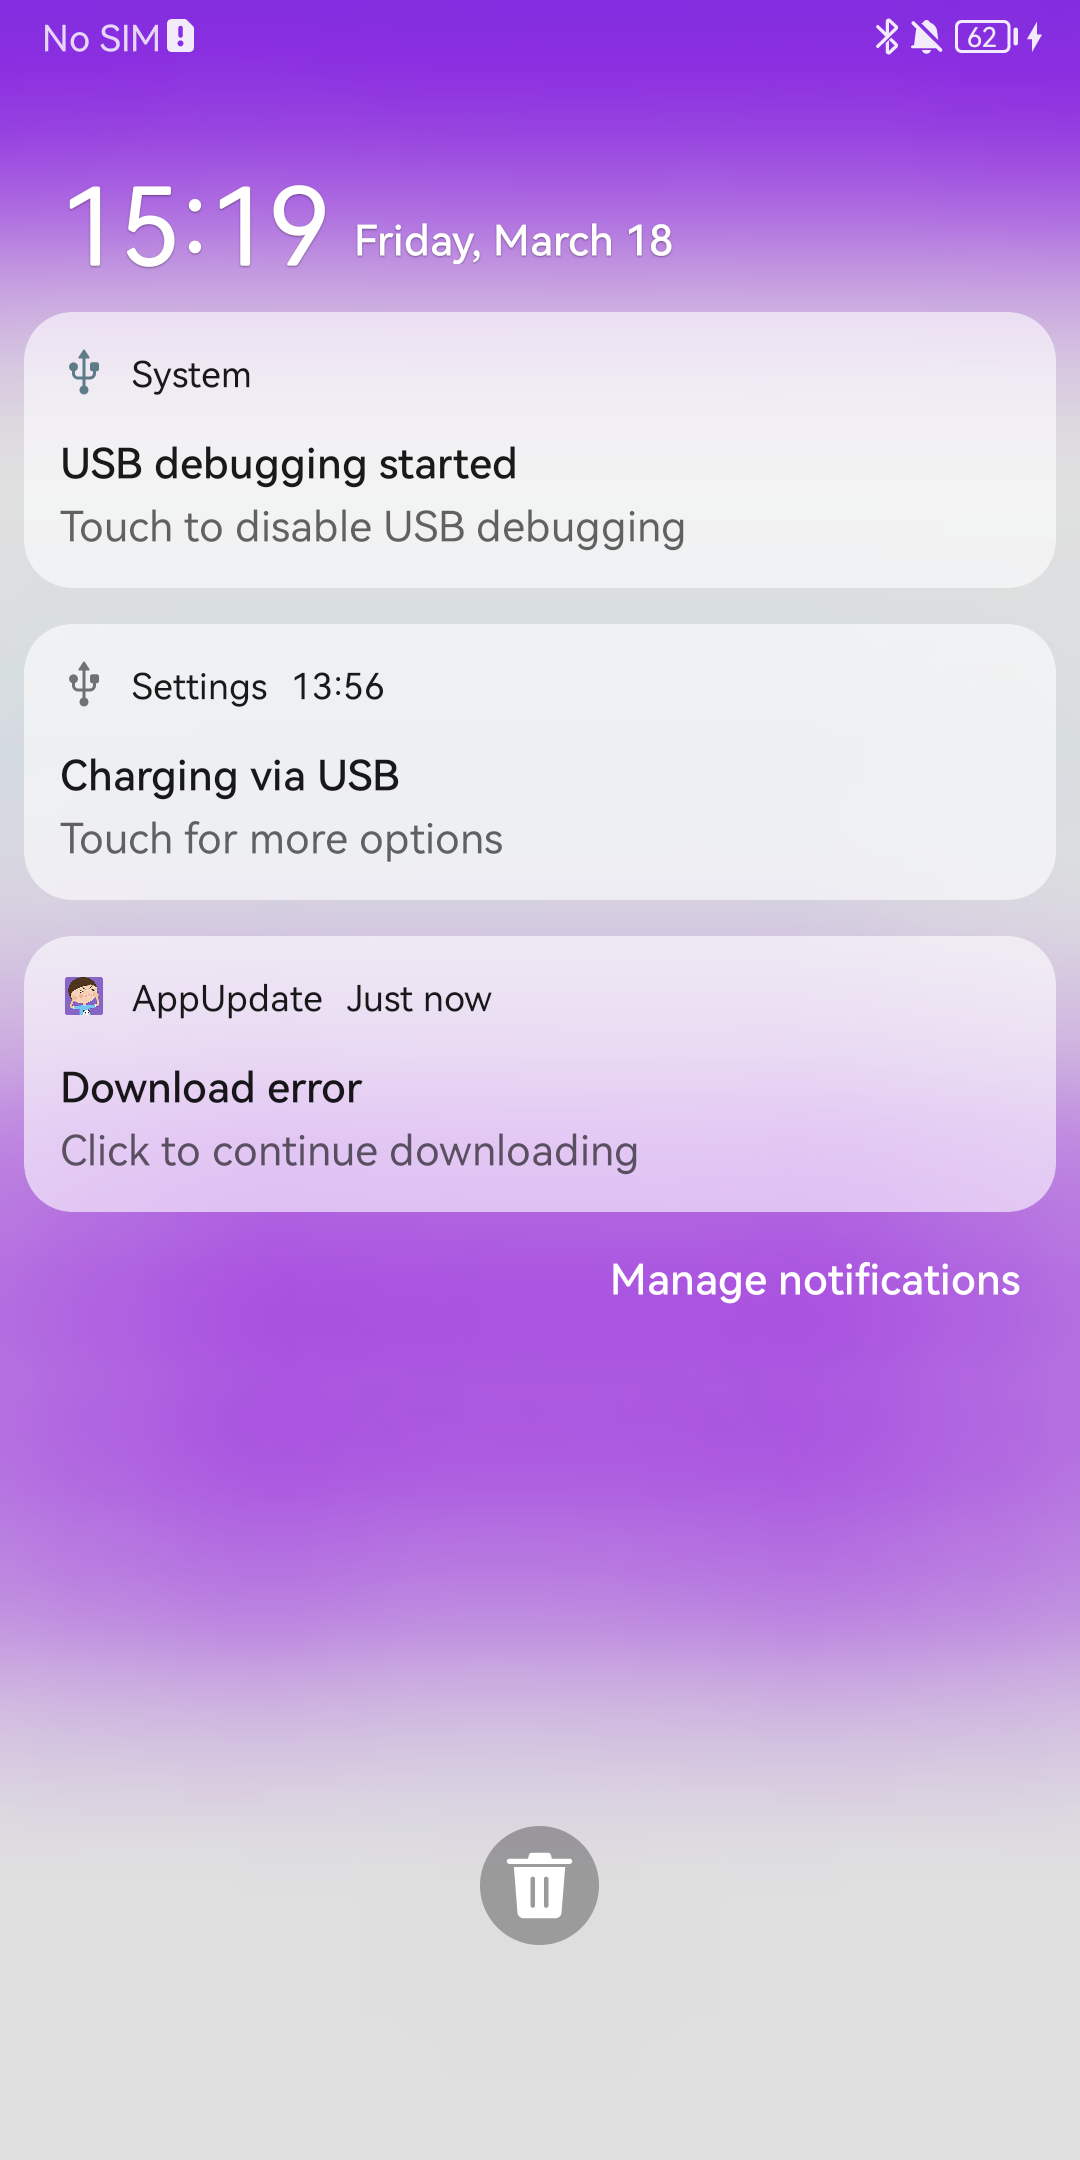 No SIM
62
15:19 Friday, March 18
System
USB debugging started
Touch to disable USB debugging
Settings 13:56
Charging via USB
Touch for more options
AppUpdate Just now
Download error
Click to continue downloading
Manage notifications